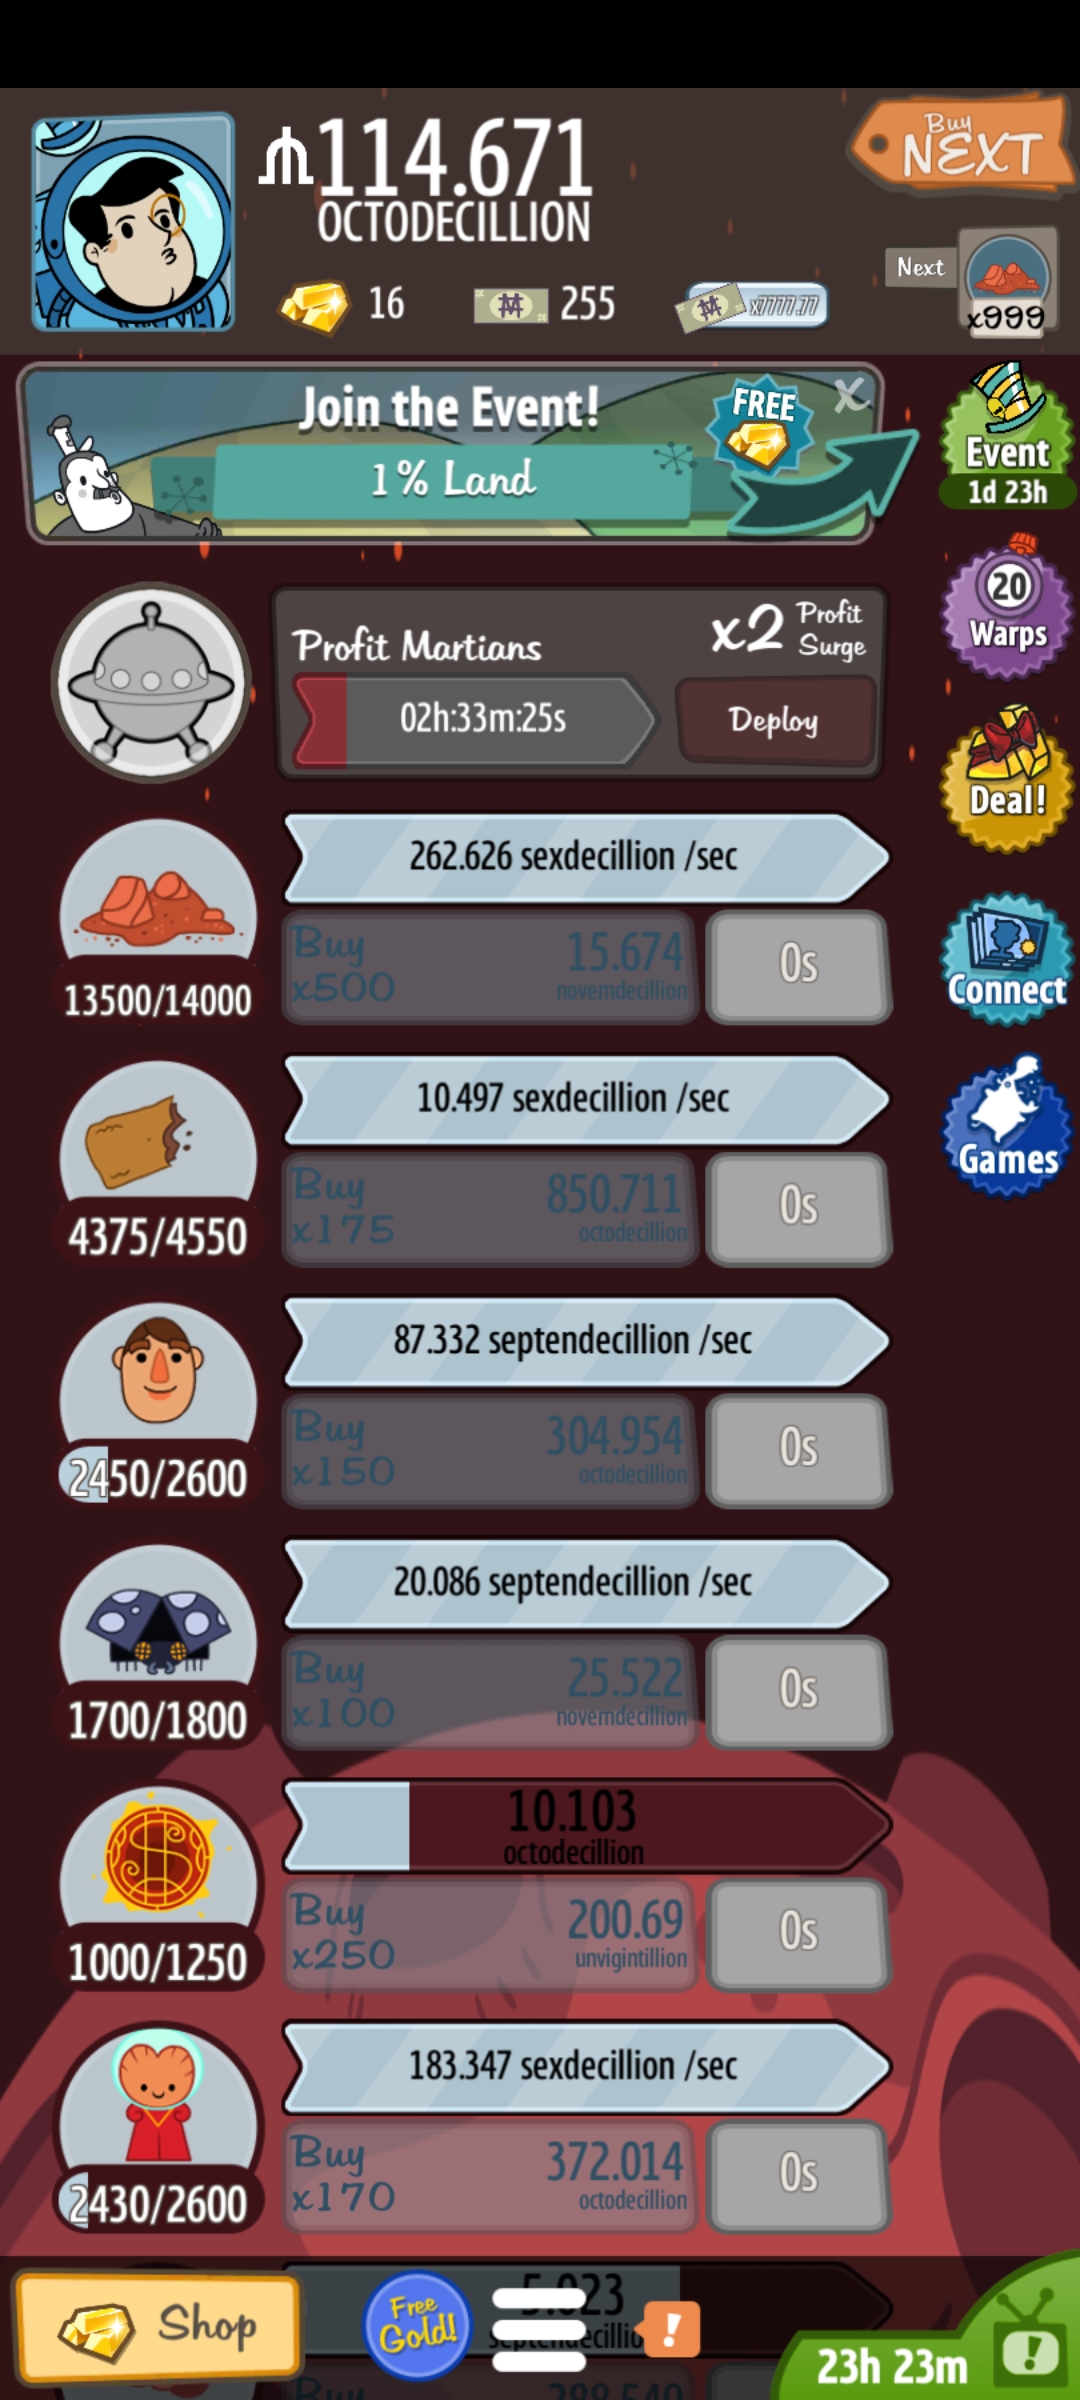 114.671
OCTODECILLION
Buy
NEXT
16
255
x7777.77
Next
x999
Join the Event!
1% Land
FREE
X
Event
1d 23h
Profit Martians
x2 Profit Surge
02h:33m:25s
Deploy
20
Warps
Deal!
262.626 sexdecillion /sec
13500/14000
Buy
x500
15.674
novemdecillion
0s
Connect
10.497 sexdecillion /sec
4375/4550
Buy
x175
850.711
octodecillion
0s
Games
87.332 septendecillion /sec
2450/2600
Buy
x150
304.954
octodecillion
0s
20.086 septendecillion /sec
1700/1800
Buy
x100
25.522
novemdecillion
0s
10.103
octodecillion
1000/1250
Buy
x250
200.69
unvigintillion
0s
183.347 sexdecillion /sec
2430/2600
Buy
x170
372.014
octodecillion
0s
Shop
Free
Gold!
!
23h 23m
!
Buy